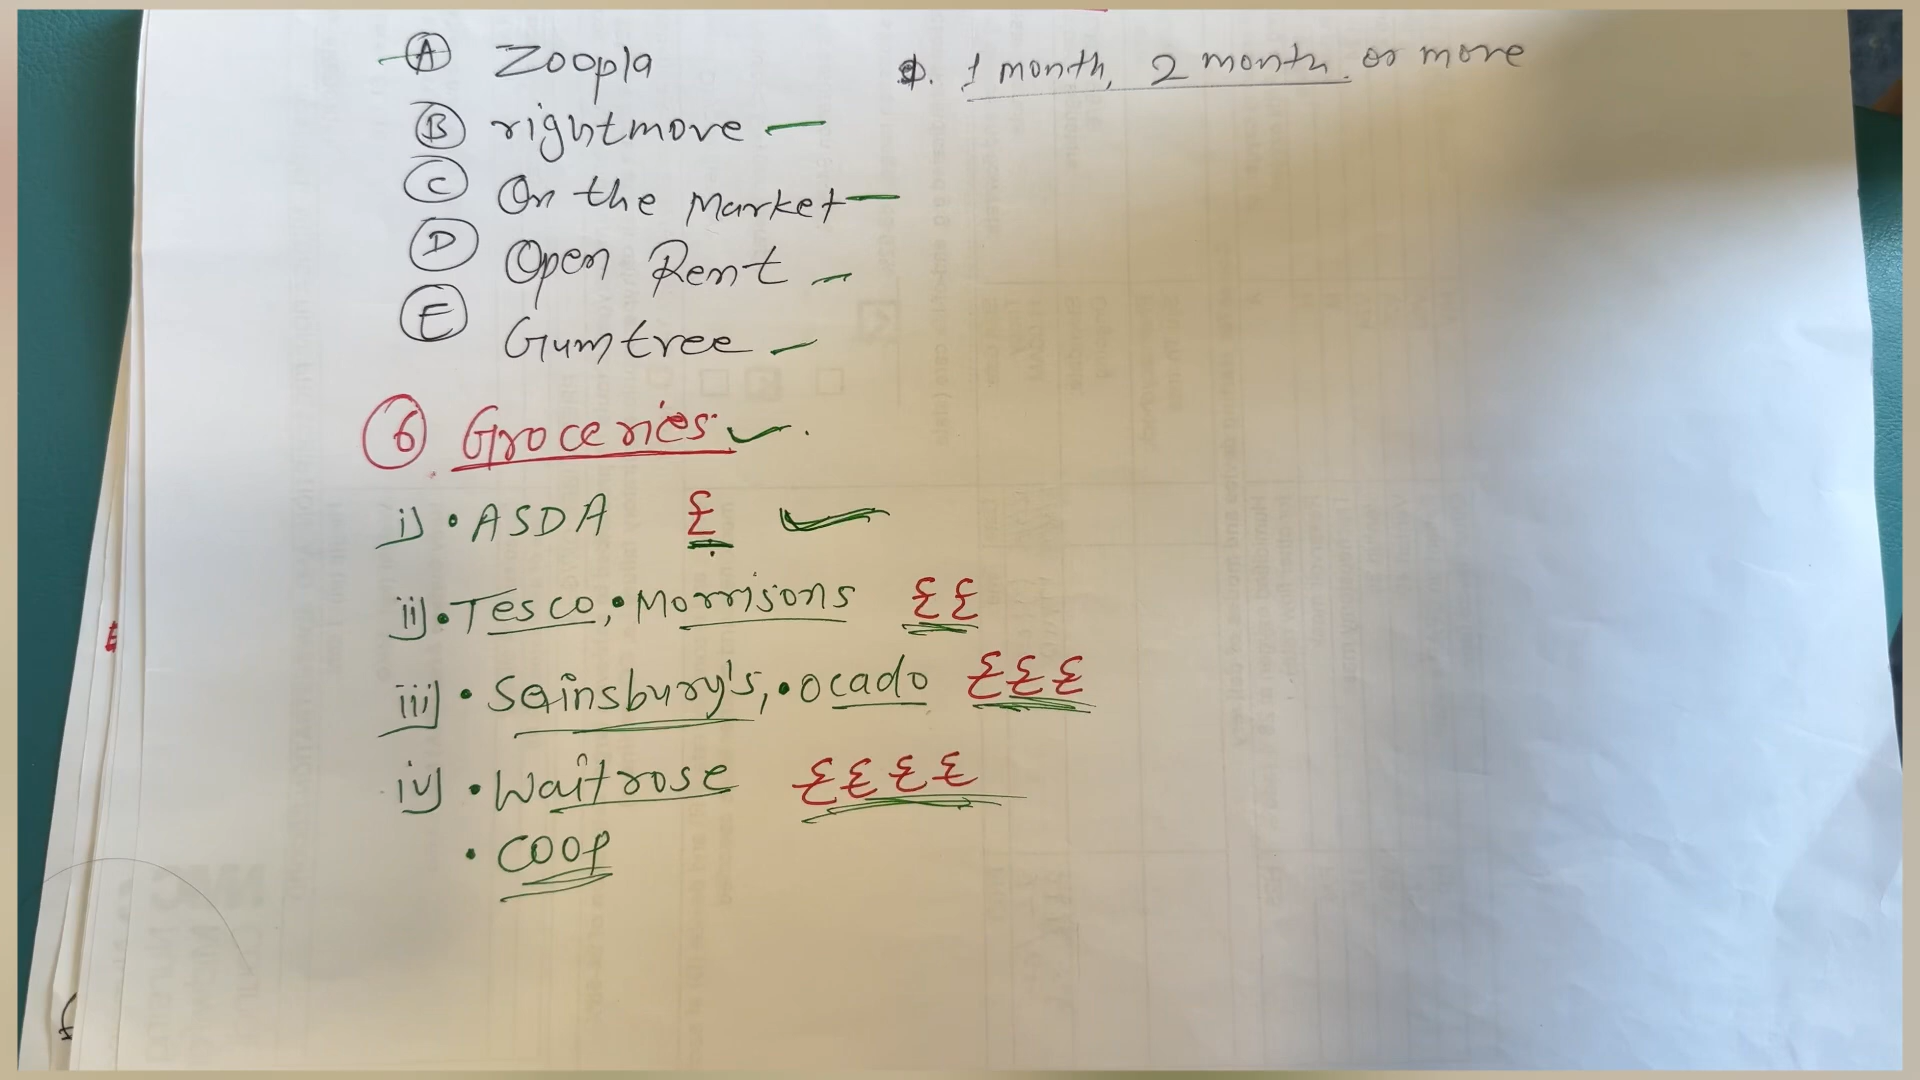 Ⓐ Zoopla
1 month, 2 month or more
Ⓑ rightmove
Ⓒ On the Market
Ⓓ Open Rent
Ⓔ Gumtree
⑥ Groceries
i) • ASDA £
ii) • Tesco, • Morrisons ££
iii) • Sainsbury's, • ocado £££
iv) • Waitrose ££££
• COOP